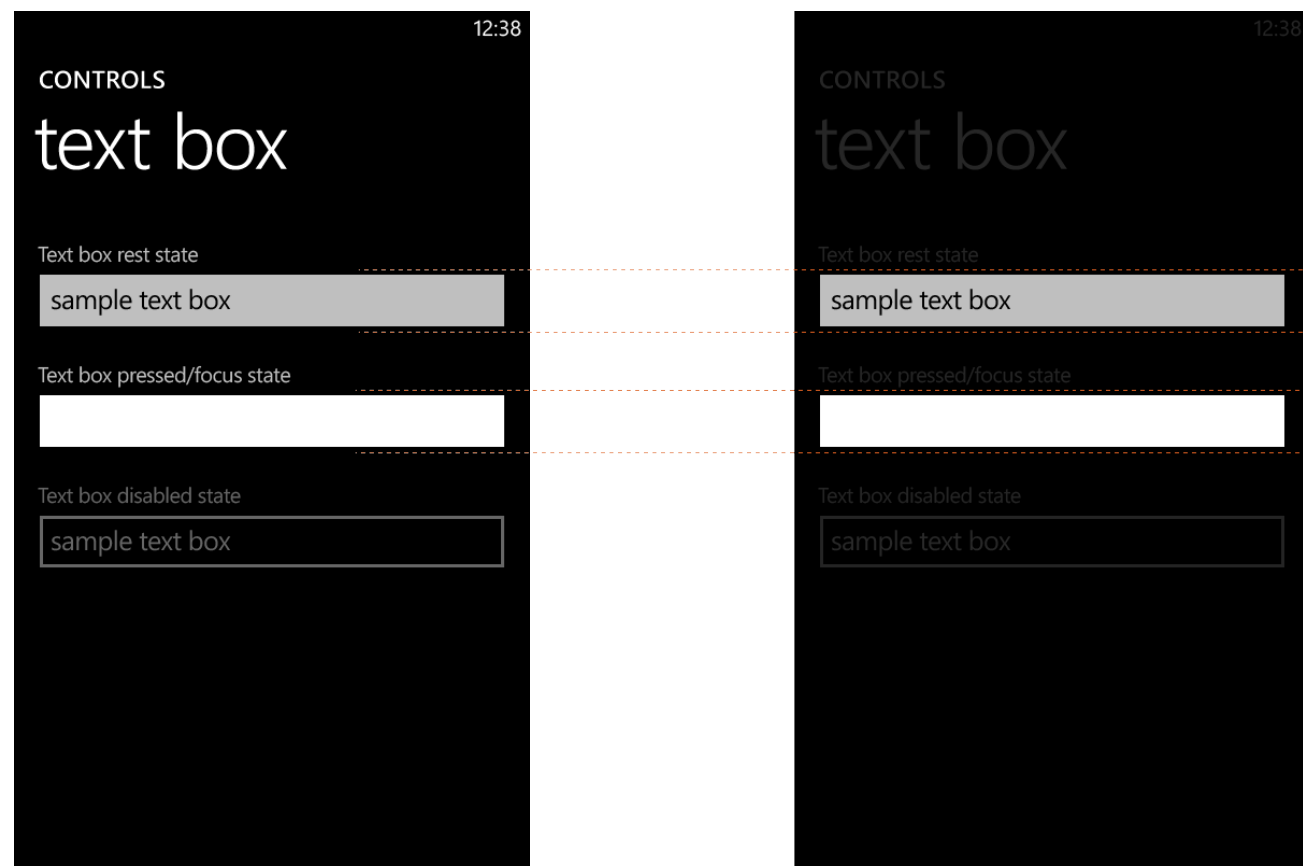 12:38
CONTROLS
text box
Text box rest state
sample text box
Text box pressed/focus state
Text box disabled state
sample text box
12:38
CONTROLS
text box
Text box rest state
sample text box
Text box pressed/focus state
Text box disabled state
sample text box